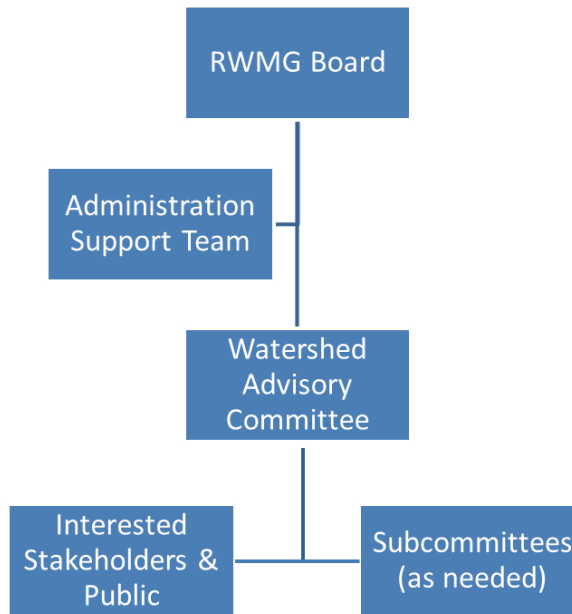 RWMG Board
Administration
Support Team
Watershed
Advisory
Committee
Interested
Stakeholders &
Public
Subcommittees
(as needed)